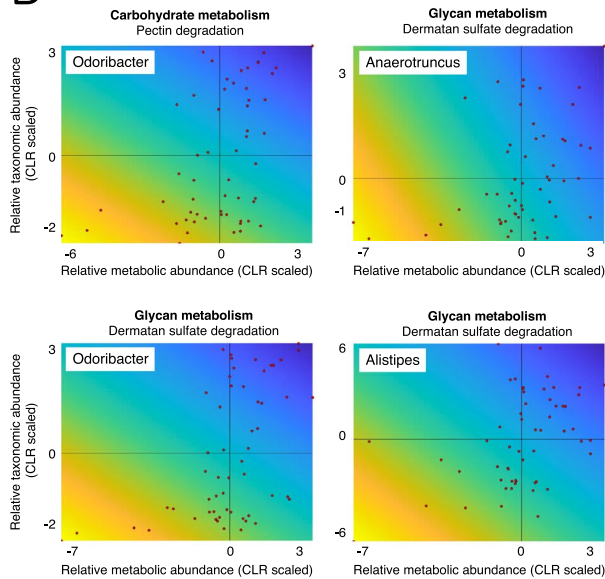 Carbohydrate metabolism
Pectin degradation
Relative taxonomic abundance
(CLR scaled)
3
0
-2
Odoribacter
-6
0
3
Relative metabolic abundance (CLR scaled)
Glycan metabolism
Dermatan sulfate degradation
3
0
-1
Anaerotruncus
-7
0
3
Relative metabolic abundance (CLR scaled)
Glycan metabolism
Dermatan sulfate degradation
Relative taxonomic abundance
(CLR scaled)
3
0
-2
Odoribacter
-7
0
3
Relative metabolic abundance (CLR scaled)
Glycan metabolism
Dermatan sulfate degradation
6
0
-6
Alistipes
-7
0
3
Relative metabolic abundance (CLR scaled)